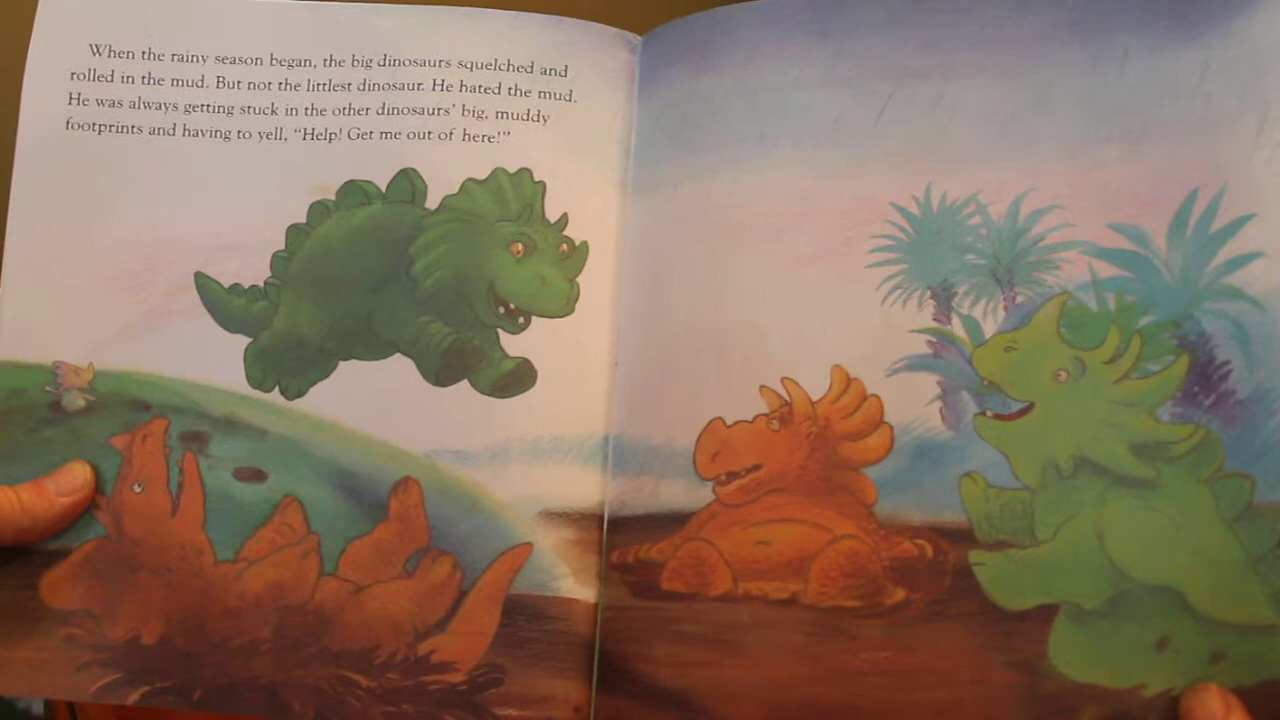 When the rainy season began, the big dinosaurs squelched and
rolled in the mud. But not the littlest dinosaur. He hated the mud.
He was always getting stuck in the other dinosaurs' big, muddy
footprints and having to yell, “Help! Get me out of here!”